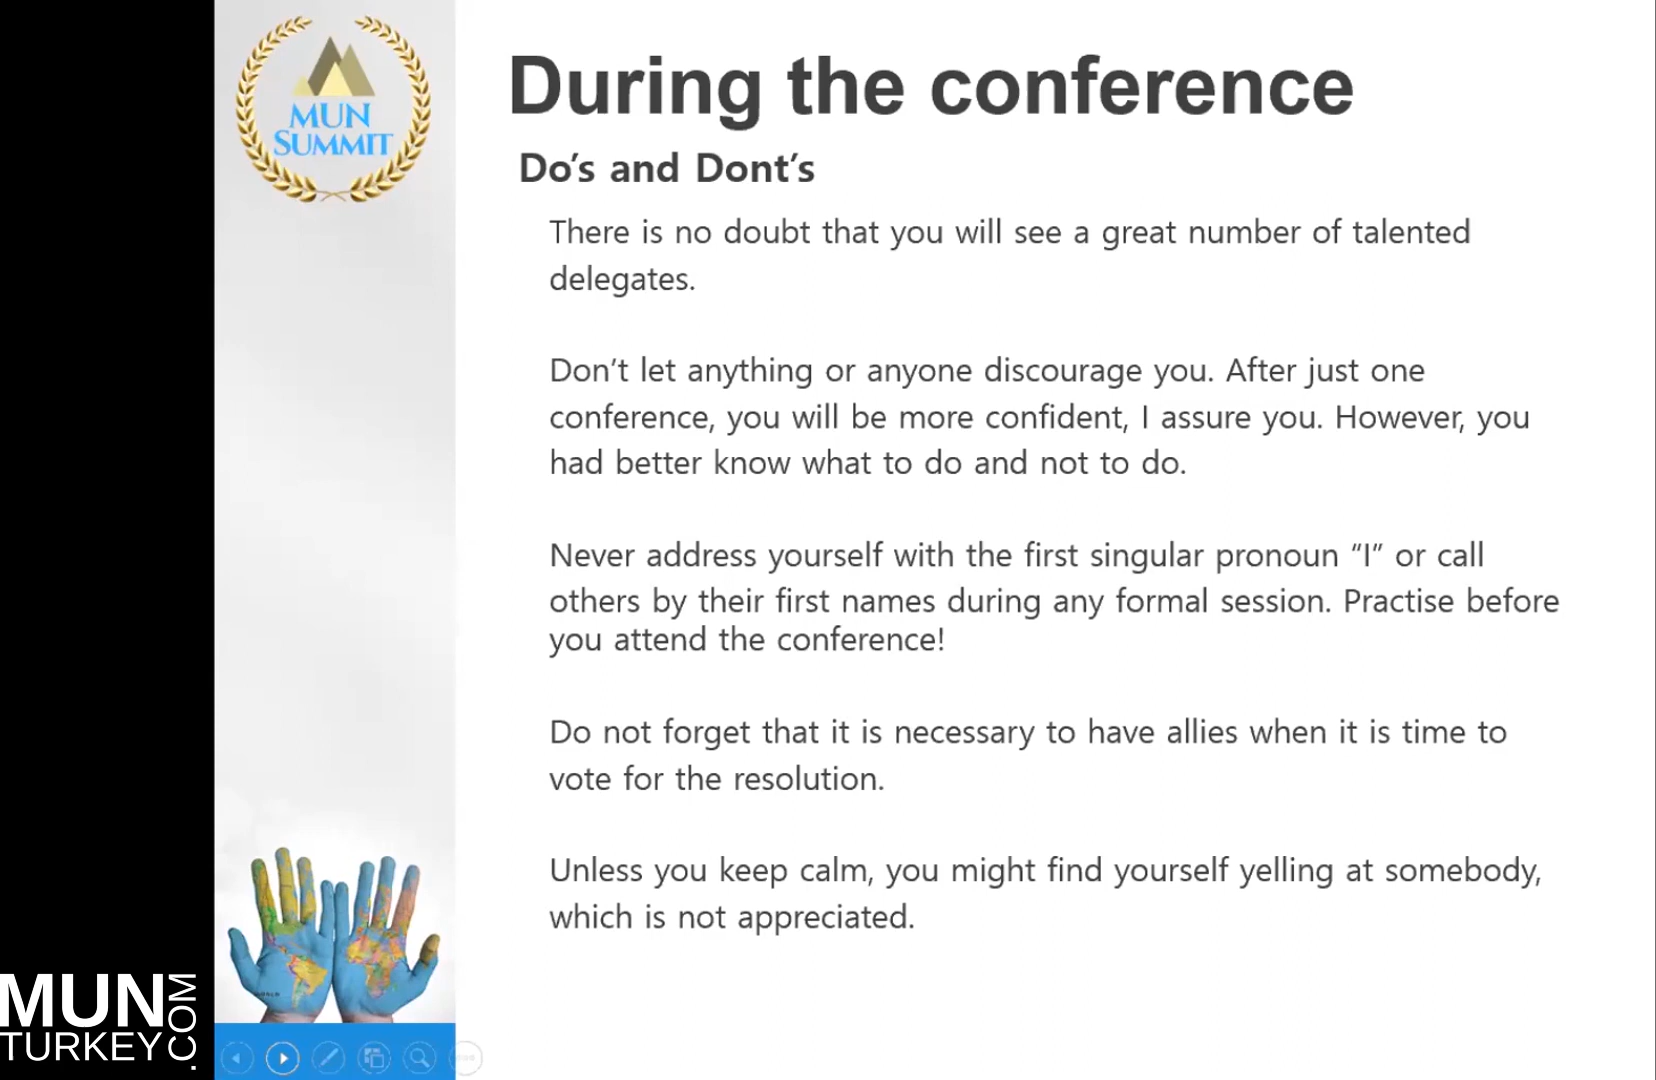 MUN
SUMMIT
During the conference
Do’s and Dont’s
There is no doubt that you will see a great number of talented
delegates.
Don’t let anything or anyone discourage you. After just one
conference, you will be more confident, I assure you. However, you
had better know what to do and not to do.
Never address yourself with the first singular pronoun “I” or call
others by their first names during any formal session. Practise before
you attend the conference!
Do not forget that it is necessary to have allies when it is time to
vote for the resolution.
Unless you keep calm, you might find yourself yelling at somebody,
which is not appreciated.
MUN
TURKEY
.COM